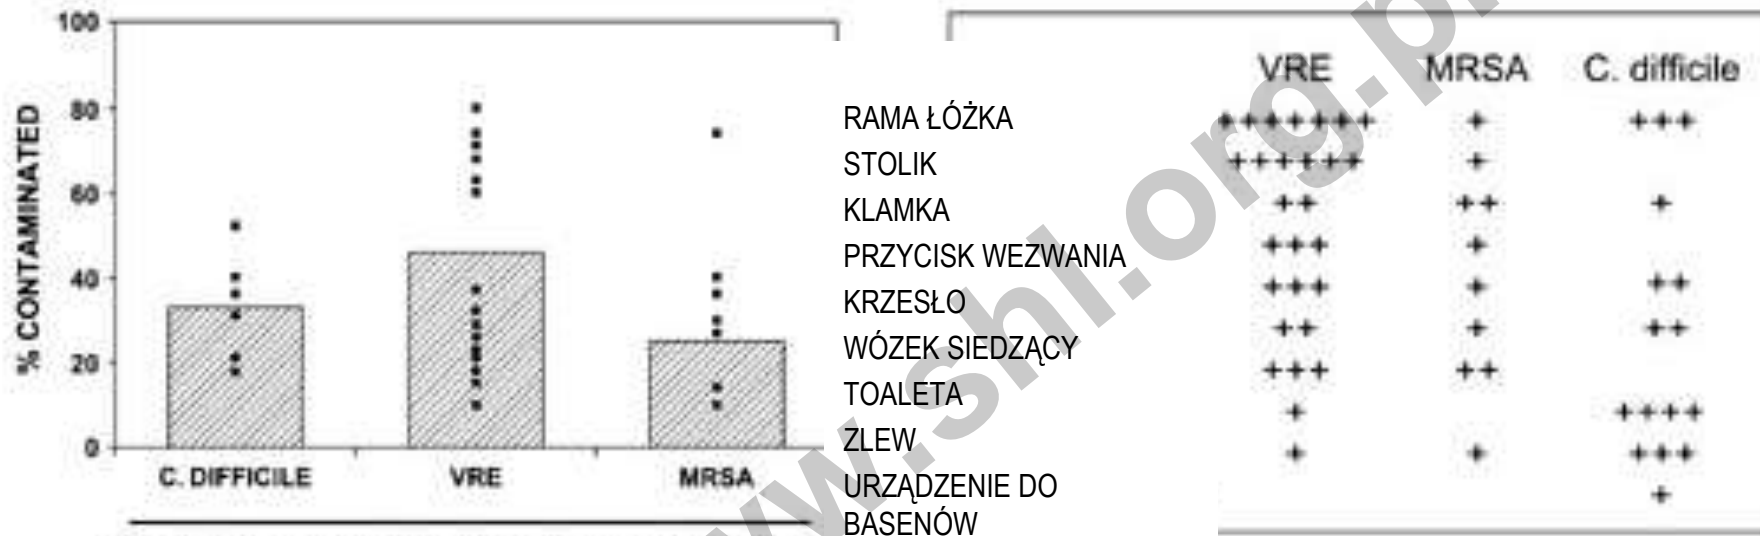 100
80
60
40
20
0
% CONTAMINATED
C. DIFFICILE VRE MRSA
VRE MRSA C. difficile
RAMA ŁÓŻKA +++++++ + +++
STOLIK ++++++ +
KLAMKA ++ ++ +
PRZYCISK WEZWANIA +++ +
KRZESŁO +++ + ++
WÓZEK SIEDZĄCY ++ + ++
TOALETA +++ ++
ZLEW + ++++
URZĄDZENIE DO + + +++
BASENÓW +
www.shl.org.pl